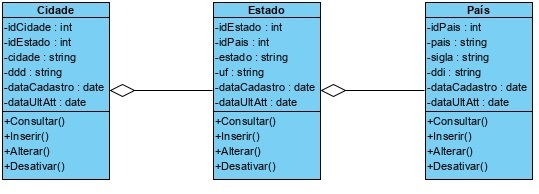 Cidade
-idCidade : int
-idEstado : int
-cidade : string
-ddd : string
-dataCadastro : date
-dataUltAtt : date
+Consultar()
+Inserir()
+Alterar()
+Desativar()
Estado
-idEstado : int
-idPais : int
-estado : string
-uf : string
-dataCadastro : date
-dataUltAtt : date
+Consultar()
+Inserir()
+Alterar()
+Desativar()
País
-idPais : int
-pais : string
-sigla : string
-ddi : string
-dataCadastro : date
-dataUltAtt : date
+Consultar()
+Inserir()
+Alterar()
+Desativar()